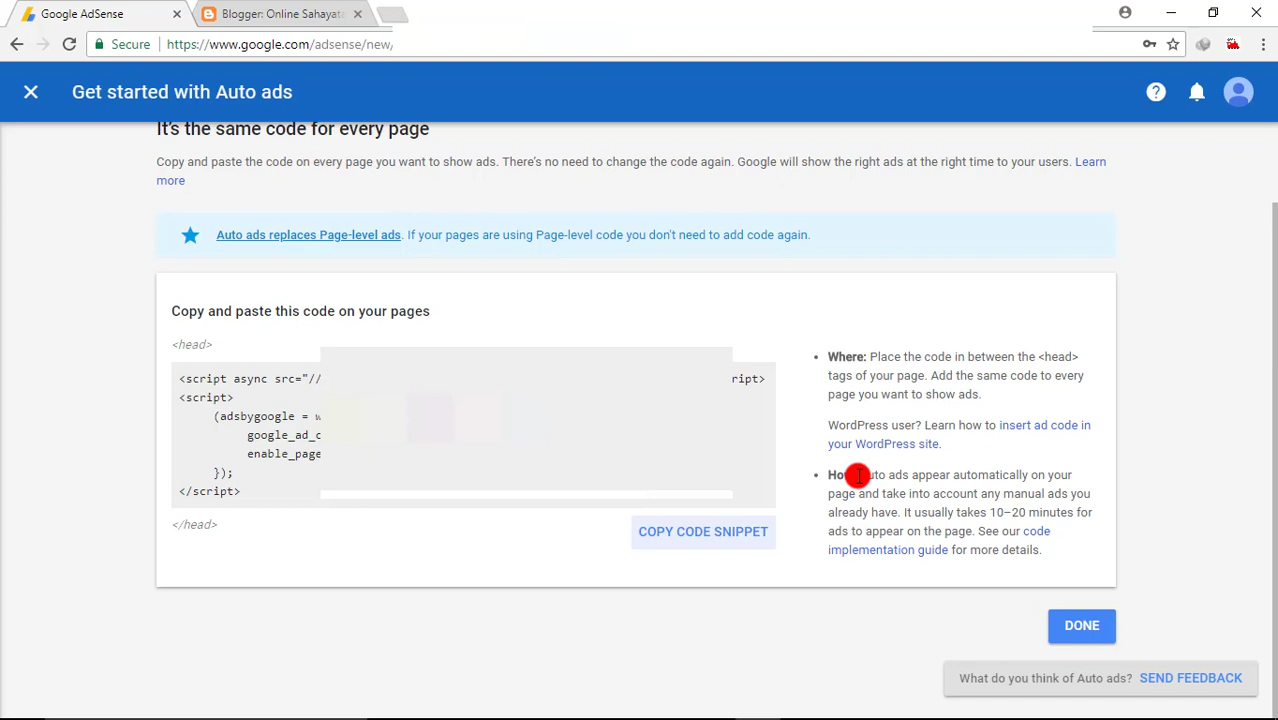 Google AdSense
Blogger: Online Sahayata
Secure
https://www.google.com/adsense/new/
Get started with Auto ads
It's the same code for every page
Copy and paste the code on every page you want to show ads. There's no need to change the code again. Google will show the right ads at the right time to your users. Learn
more
Auto ads replaces Page-level ads. If your pages are using Page-level code you don't need to add code again.
Copy and paste this code on your pages
<head>
<script async src="// ript>
<script>
(adsbygoogle =
google_ad_c
enable_page
});
</script>
</head>
COPY CODE SNIPPET
Where: Place the code in between the <head>
tags of your page. Add the same code to every
page you want to show ads.
WordPress user? Learn how to insert ad code in
your WordPress site.
Auto ads appear automatically on your
page and take into account any manual ads you
already have. It usually takes 10–20 minutes for
ads to appear on the page. See our code
implementation guide for more details.
DONE
What do you think of Auto ads? SEND FEEDBACK